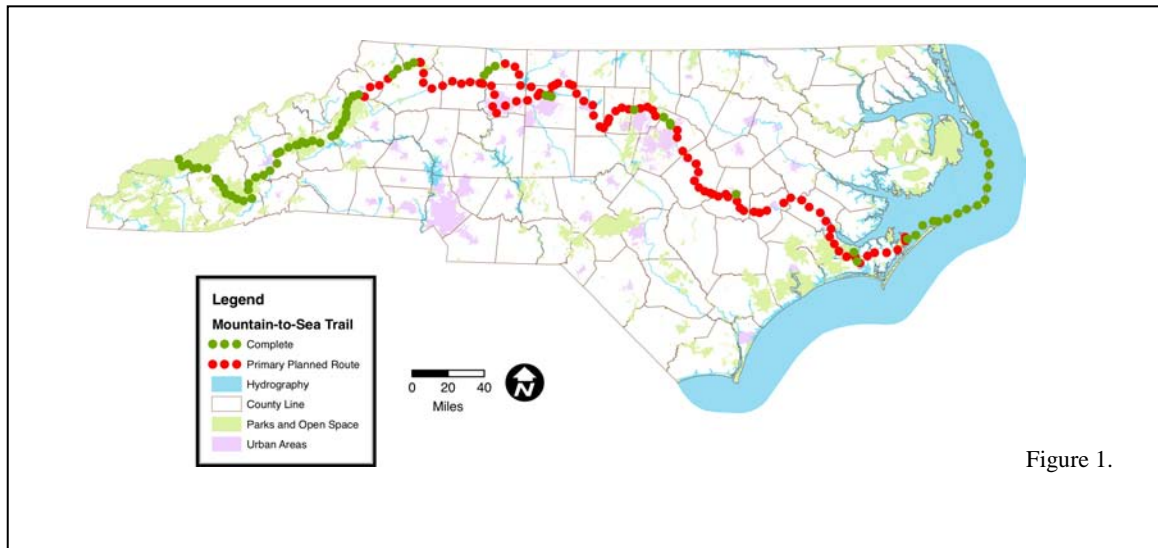 Legend
Mountain-to-Sea Trail
Complete
Primary Planned Route
Hydrography
County Line
Parks and Open Space
Urban Areas
0 20 40
Miles
N
Figure 1.